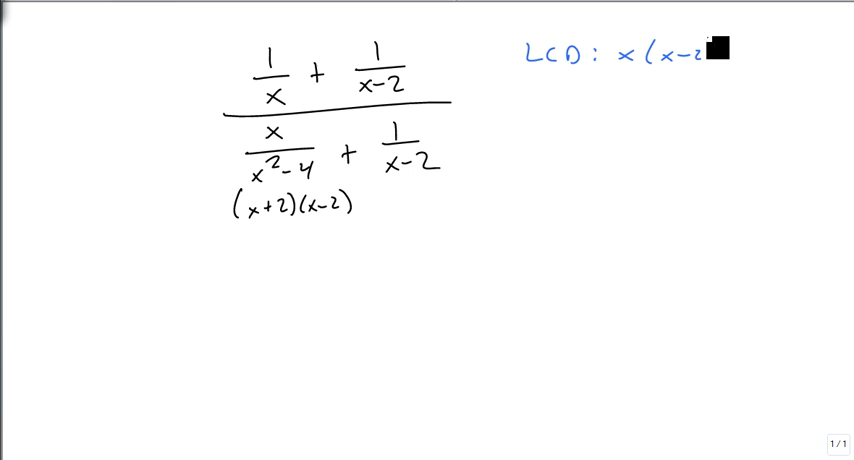 1/x + 1/(x-2)
LCD: x(x-2
x/(x²-4) + 1/(x-2)
(x+2)(x-2)
1 / 1